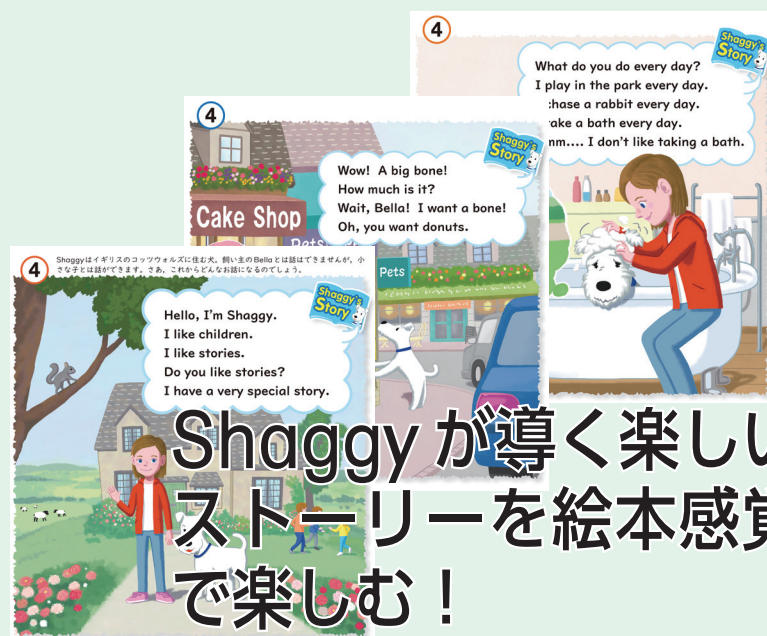 4
Shaggy's
Story
What do you do every day?
I play in the park every day.
chase a rabbit every day.
take a bath every day.
mm.... I don't like taking a bath.
4
Shaggy's
Story
Wow! A big bone!
How much is it?
Wait, Bella! I want a bone!
Oh, you want donuts.
Cake Shop
Pets
Pets
4
Shaggyはイギリスのコッツウォルズに住む犬。飼い主のBellaとは話はできませんが、小
さな子とは話ができます。さあ、これからどんなお話になるのでしょう。
Shaggy's
Story
Hello, I'm Shaggy.
I like children.
I like stories.
Do you like stories?
I have a very special story.
Shaggyが導く楽しい
ストーリーを絵本感覚
で楽しむ！